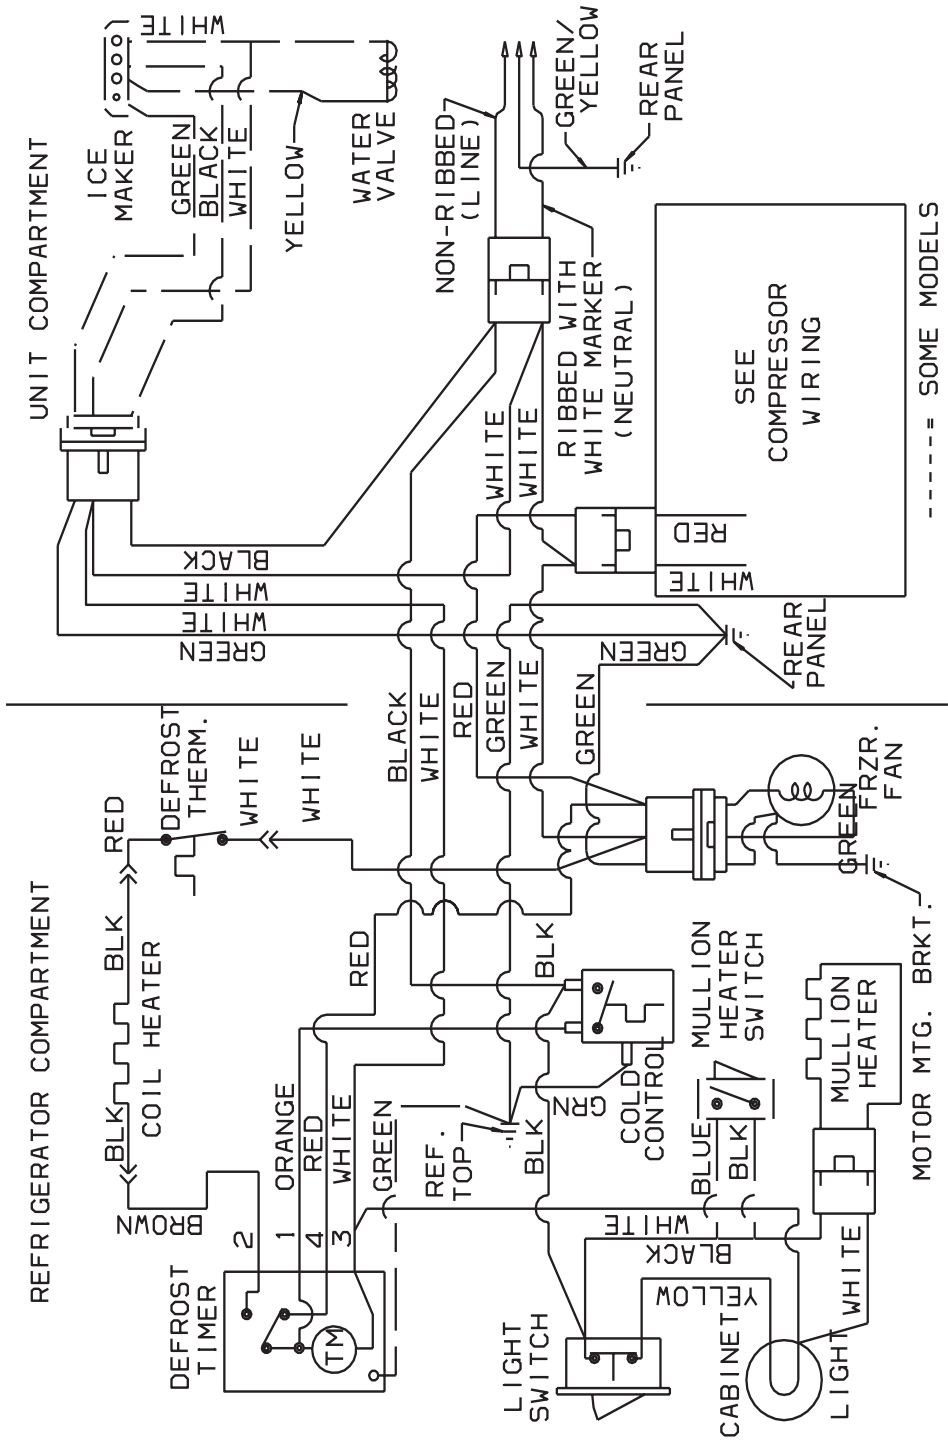 REFRIGERATOR COMPARTMENT
UNIT COMPARTMENT
BLK
COIL HEATER
BLK
RED
DEFROST
THERM.
WHITE
WHITE
ICE
MAKER
WHITE
GREEN
BLACK
WHITE
YELLOW
WATER
VALVE
BROWN
2
1
4
3
ORANGE
RED
WHITE
GREEN
RED
BLACK
WHITE
WHITE
GREEN
BLACK
WHITE
RED
GREEN
WHITE
GREEN
WHITE
WHITE
NON-RIBBED
(LINE)
GREEN/
YELLOW
REAR
PANEL
RIBBED WITH
WHITE MARKER
(NEUTRAL)
DEFROST
TIMER
TM
REF.
TOP
BLK
GRN
BLK
COLD
CONTROL
MULLION
HEATER
SWITCH
BLUE
BLK
WHITE
BLACK
YELLOW
LIGHT
SWITCH
CABINET
LIGHT
WHITE
MULLION
HEATER
MOTOR MTG. BRKT.
GREEN
FRZR.
FAN
GREEN
REAR
PANEL
RED
WHITE
SEE
COMPRESSOR
WIRING
------= SOME MODELS